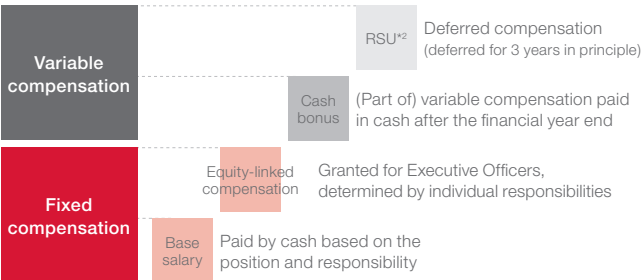 Variable
compensation
RSU*2
Deferred compensation
(deferred for 3 years in principle)
Cash
bonus
(Part of) variable compensation paid
in cash after the financial year end
Fixed
compensation
Equity-linked
compensation
Granted for Executive Officers,
determined by individual responsibilities
Base
salary
Paid by cash based on the
position and responsibility